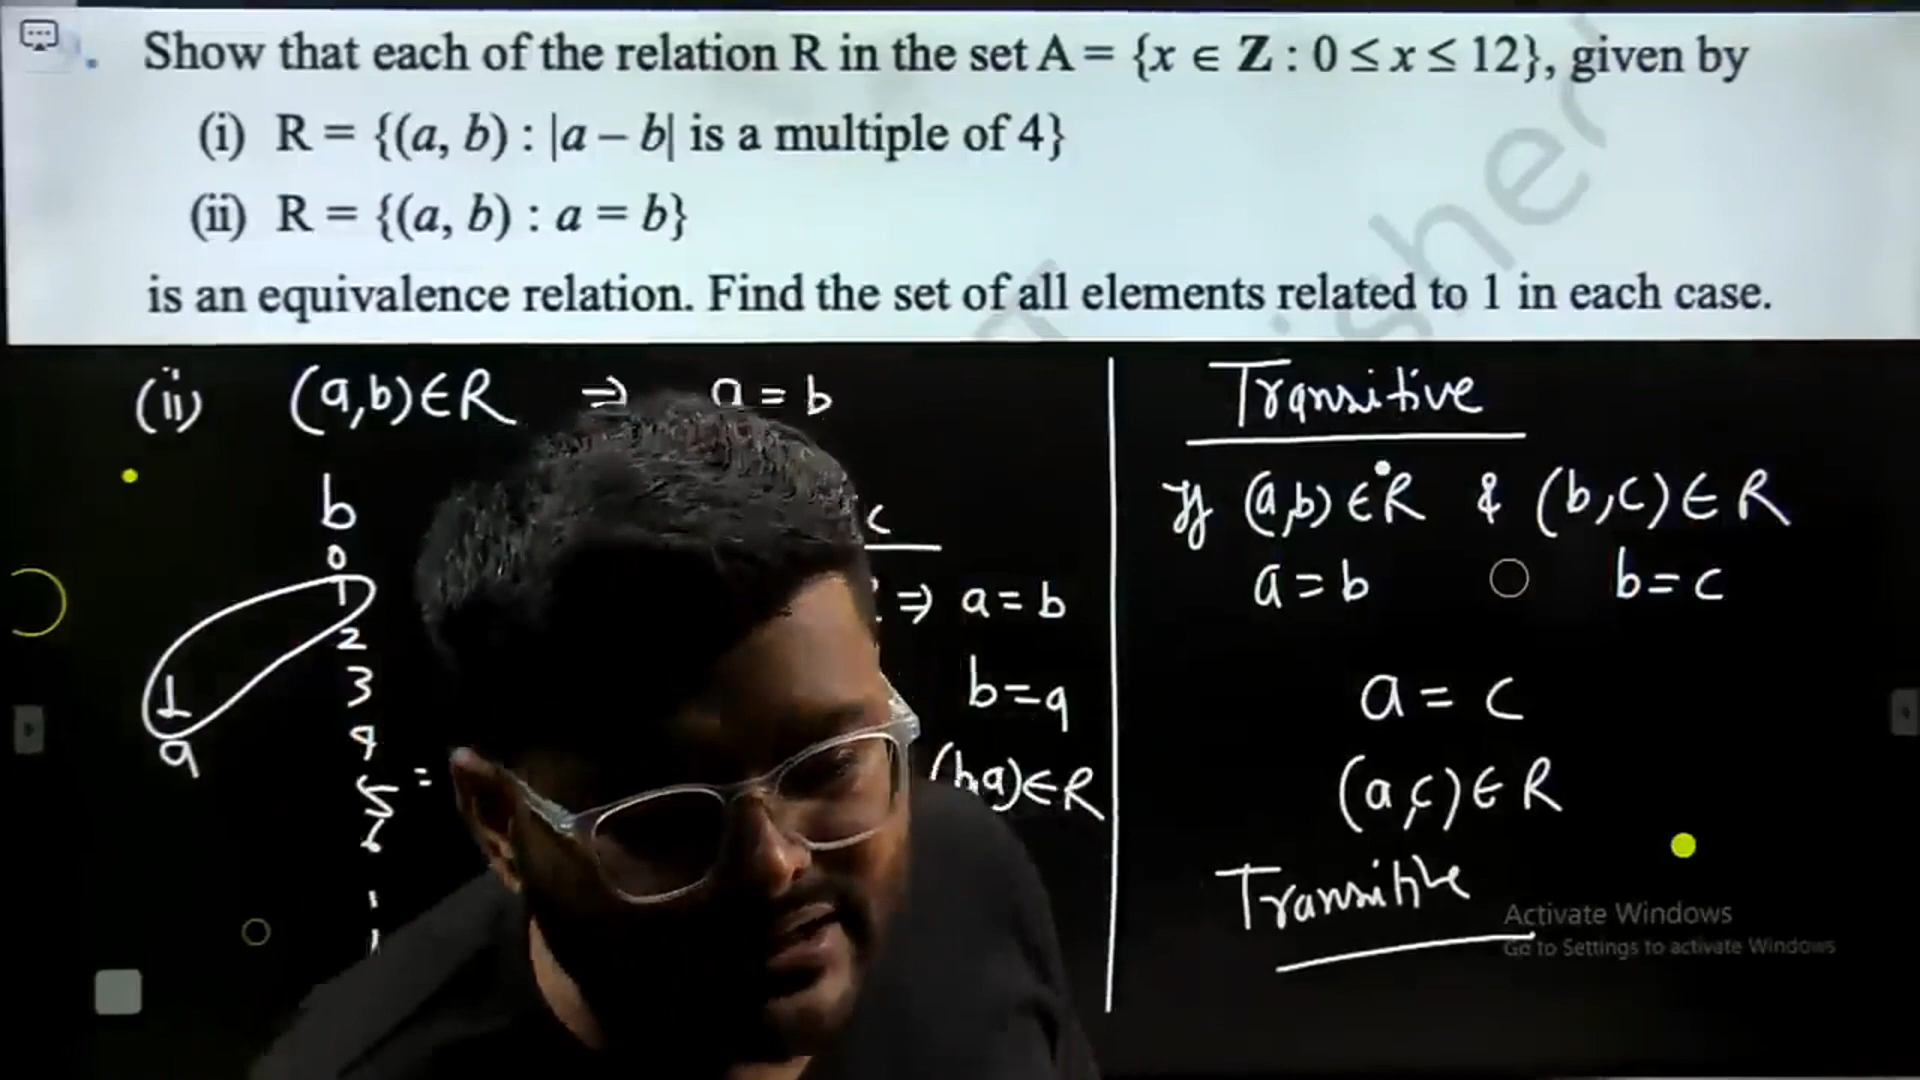 Show that each of the relation R in the set A = {x ∈ Z : 0 ≤ x ≤ 12}, given by
(i) R = {(a, b) : |a – b| is a multiple of 4}
(ii) R = {(a, b) : a = b}
is an equivalence relation. Find the set of all elements related to 1 in each case.
(ii) (a,b)∈R ⇒ a = b
b
0
1
2
3
4
5 =
6
1
a
c
⇒ a = b
b = a
(b,a)∈R
Transitive
If (a,b)∈R & (b,c)∈R
a = b b = c
a = c
(a,c)∈R
Transitive
Activate Windows
Go to Settings to activate Windows